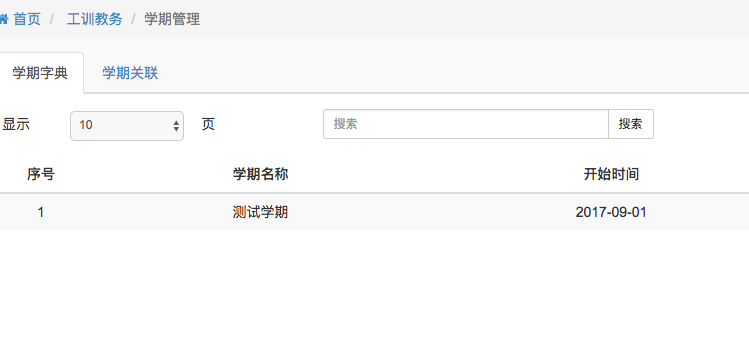 首页 / 工训教务 / 学期管理
学期字典 学期关联
显示 10 页 搜索 搜索
序号 学期名称 开始时间
1 测试学期 2017-09-01